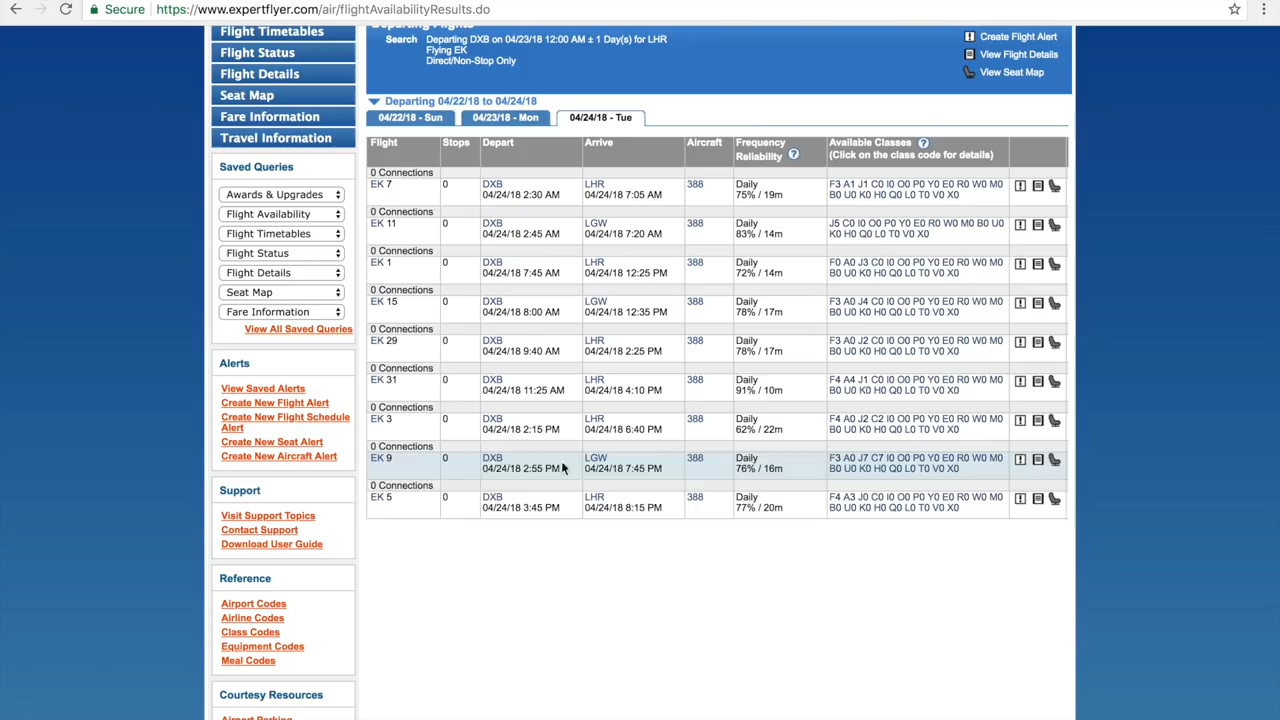 Secure https://www.expertflyer.com/air/flightAvailabilityResults.do
Flight Timetables
Flight Status
Flight Details
Seat Map
Fare Information
Travel Information
Saved Queries
Awards & Upgrades
Flight Availability
Flight Timetables
Flight Status
Flight Details
Seat Map
Fare Information
View All Saved Queries
Alerts
View Saved Alerts
Create New Flight Alert
Create New Flight Schedule
Alert
Create New Seat Alert
Create New Aircraft Alert
Support
Visit Support Topics
Contact Support
Download User Guide
Reference
Airport Codes
Airline Codes
Class Codes
Equipment Codes
Meal Codes
Courtesy Resources
Airport Parking
Departing Flights
Search Departing DXB on 04/23/18 12:00 AM ± 1 Day(s) for LHR
Flying EK
Direct/Non-Stop Only
Create Flight Alert
View Flight Details
View Seat Map
Departing 04/22/18 to 04/24/18
04/22/18 - Sun 04/23/18 - Mon 04/24/18 - Tue
Flight Stops Depart Arrive Aircraft Frequency Available Classes
Reliability (Click on the class code for details)
0 Connections
EK 7 0 DXB LHR 388 Daily F3 A1 J1 C0 I0 O0 P0 Y0 E0 R0 W0 M0
04/24/18 2:30 AM 04/24/18 7:05 AM 75% / 19m B0 U0 K0 H0 Q0 L0 T0 V0 X0
0 Connections
EK 11 0 DXB LGW 388 Daily J5 C0 I0 O0 P0 Y0 E0 R0 W0 M0 B0 U0
04/24/18 2:45 AM 04/24/18 7:20 AM 83% / 14m K0 H0 Q0 L0 T0 V0 X0
0 Connections
EK 1 0 DXB LHR 388 Daily F0 A0 J3 C0 I0 O0 P0 Y0 E0 R0 W0 M0
04/24/18 7:45 AM 04/24/18 12:25 PM 72% / 14m B0 U0 K0 H0 Q0 L0 T0 V0 X0
0 Connections
EK 15 0 DXB LGW 388 Daily F3 A0 J4 C0 I0 O0 P0 Y0 E0 R0 W0 M0
04/24/18 8:00 AM 04/24/18 12:35 PM 78% / 17m B0 U0 K0 H0 Q0 L0 T0 V0 X0
0 Connections
EK 29 0 DXB LHR 388 Daily F3 A0 J2 C0 I0 O0 P0 Y0 E0 R0 W0 M0
04/24/18 9:40 AM 04/24/18 2:25 PM 78% / 17m B0 U0 K0 H0 Q0 L0 T0 V0 X0
0 Connections
EK 31 0 DXB LHR 388 Daily F4 A4 J1 C0 I0 O0 P0 Y0 E0 R0 W0 M0
04/24/18 11:25 AM 04/24/18 4:10 PM 91% / 10m B0 U0 K0 H0 Q0 L0 T0 V0 X0
0 Connections
EK 3 0 DXB LHR 388 Daily F4 A0 J2 C2 I0 O0 P0 Y0 E0 R0 W0 M0
04/24/18 2:15 PM 04/24/18 6:40 PM 62% / 22m B0 U0 K0 H0 Q0 L0 T0 V0 X0
0 Connections
EK 9 0 DXB LGW 388 Daily F3 A0 J7 C7 I0 O0 P0 Y0 E0 R0 W0 M0
04/24/18 2:55 PM 04/24/18 7:45 PM 76% / 16m B0 U0 K0 H0 Q0 L0 T0 V0 X0
0 Connections
EK 5 0 DXB LHR 388 Daily F4 A3 J0 C0 I0 O0 P0 Y0 E0 R0 W0 M0
04/24/18 3:45 PM 04/24/18 8:15 PM 77% / 20m B0 U0 K0 H0 Q0 L0 T0 V0 X0